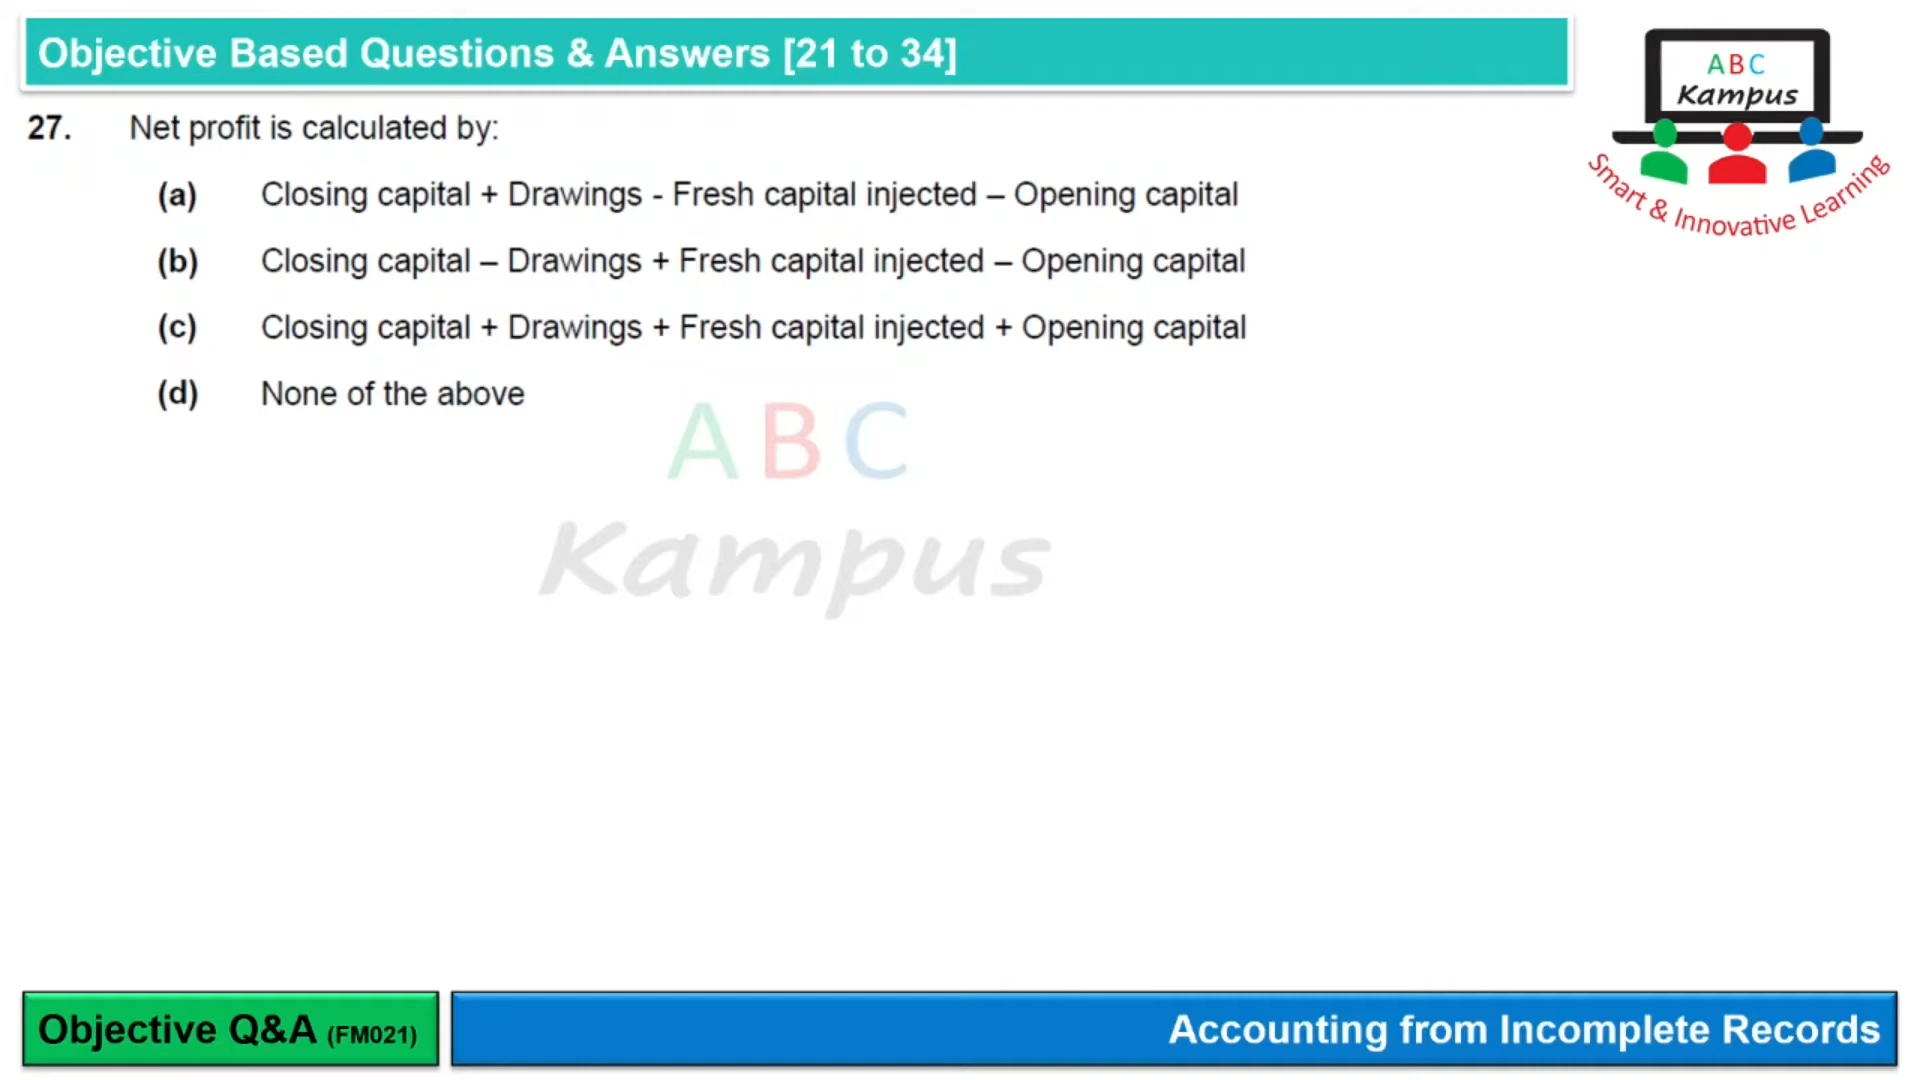 Objective Based Questions & Answers [21 to 34]
ABC
Kampus
Smart & Innovative Learning
27. Net profit is calculated by:
(a) Closing capital + Drawings - Fresh capital injected – Opening capital
(b) Closing capital – Drawings + Fresh capital injected – Opening capital
(c) Closing capital + Drawings + Fresh capital injected + Opening capital
(d) None of the above
ABC
Kampus
Objective Q&A (FM021)
Accounting from Incomplete Records